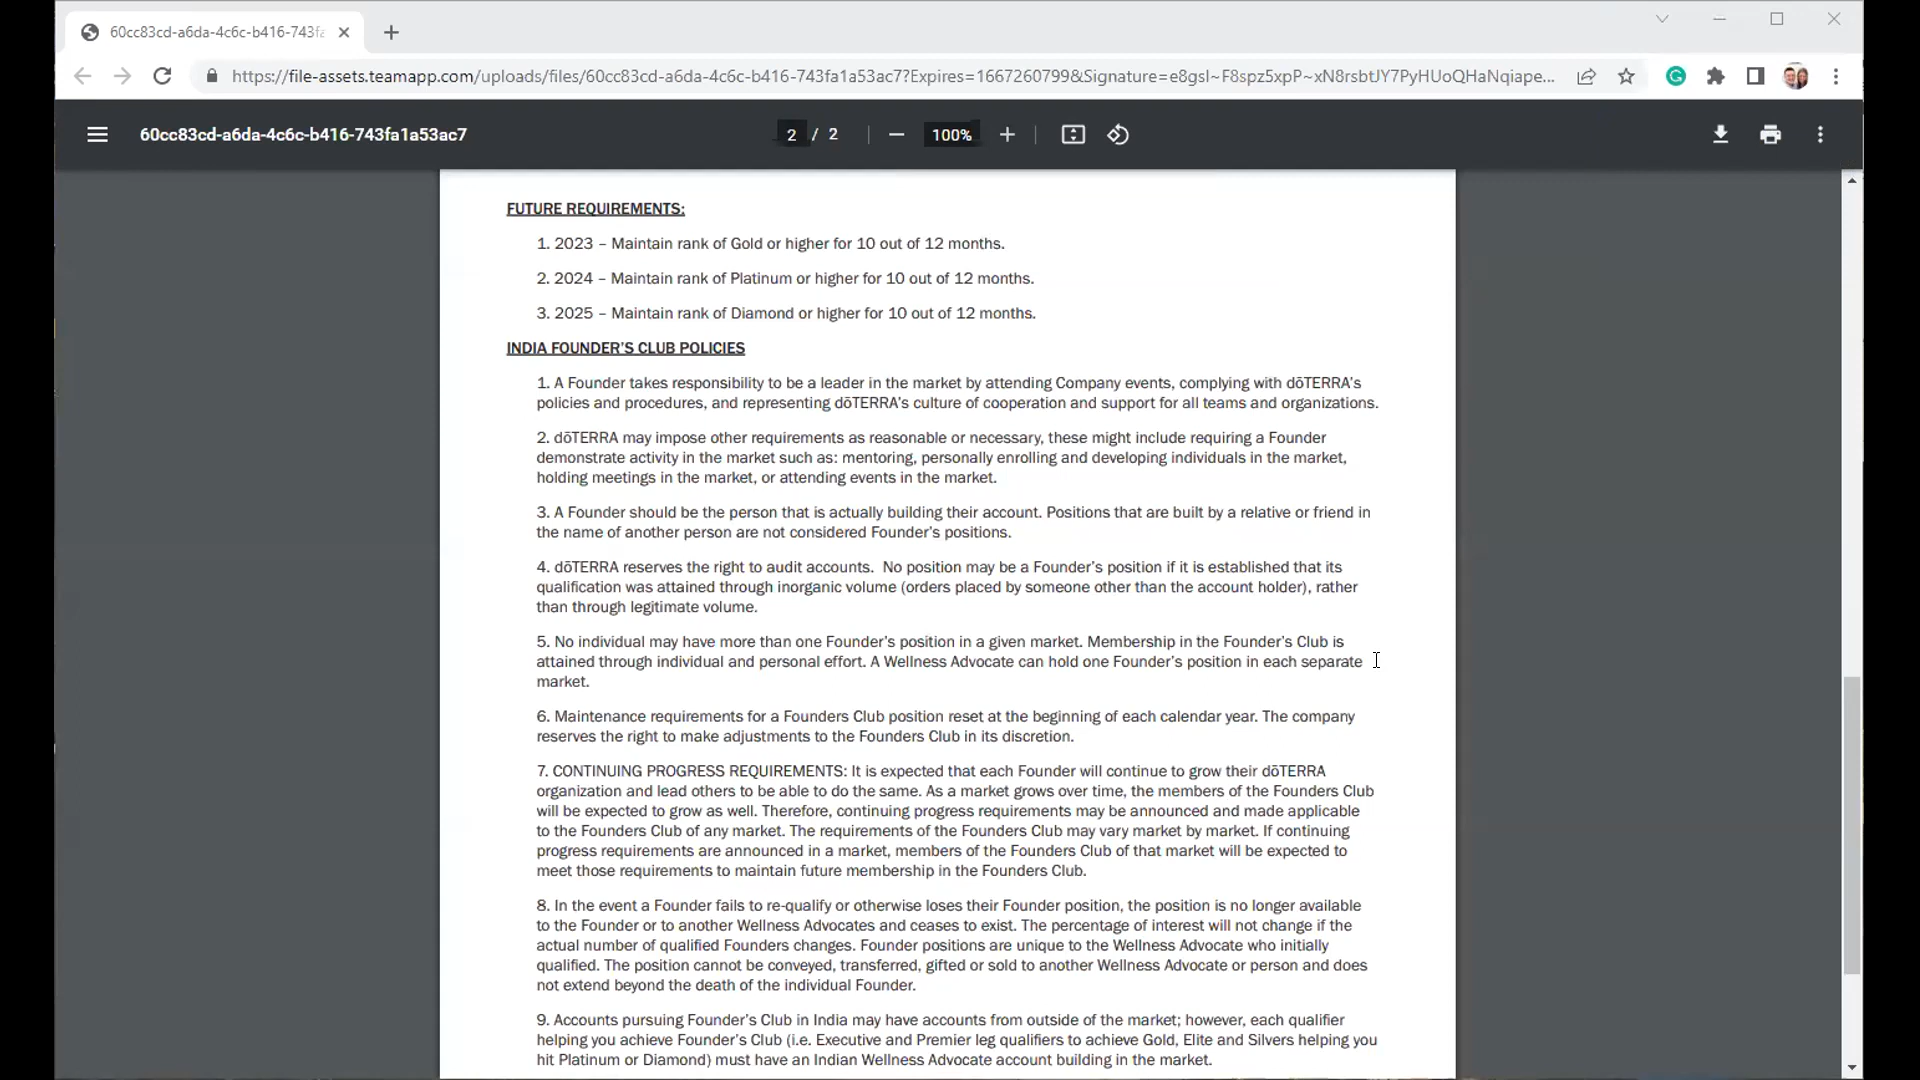 60cc83cd-a6da-4c6c-b416-743fa
https://file-assets.teamapp.com/uploads/files/60cc83cd-a6da-4c6c-b416-743fa1a53ac7?Expires=1667260799&Signature=e8gsl~F8spz5xpP~xN8rsbtJY7PyHUoQHaNqiape...
60cc83cd-a6da-4c6c-b416-743fa1a53ac7
2 / 2
100%
FUTURE REQUIREMENTS:
1. 2023 – Maintain rank of Gold or higher for 10 out of 12 months.
2. 2024 – Maintain rank of Platinum or higher for 10 out of 12 months.
3. 2025 – Maintain rank of Diamond or higher for 10 out of 12 months.
INDIA FOUNDER'S CLUB POLICIES
1. A Founder takes responsibility to be a leader in the market by attending Company events, complying with dōTERRA's
policies and procedures, and representing dōTERRA's culture of cooperation and support for all teams and organizations.
2. dōTERRA may impose other requirements as reasonable or necessary, these might include requiring a Founder
demonstrate activity in the market such as: mentoring, personally enrolling and developing individuals in the market,
holding meetings in the market, or attending events in the market.
3. A Founder should be the person that is actually building their account. Positions that are built by a relative or friend in
the name of another person are not considered Founder's positions.
4. dōTERRA reserves the right to audit accounts.  No position may be a Founder's position if it is established that its
qualification was attained through inorganic volume (orders placed by someone other than the account holder), rather
than through legitimate volume.
5. No individual may have more than one Founder's position in a given market. Membership in the Founder's Club is
attained through individual and personal effort. A Wellness Advocate can hold one Founder's position in each separate
market.
6. Maintenance requirements for a Founders Club position reset at the beginning of each calendar year. The company
reserves the right to make adjustments to the Founders Club in its discretion.
7. CONTINUING PROGRESS REQUIREMENTS: It is expected that each Founder will continue to grow their dōTERRA
organization and lead others to be able to do the same. As a market grows over time, the members of the Founders Club
will be expected to grow as well. Therefore, continuing progress requirements may be announced and made applicable
to the Founders Club of any market. The requirements of the Founders Club may vary market by market. If continuing
progress requirements are announced in a market, members of the Founders Club of that market will be expected to
meet those requirements to maintain future membership in the Founders Club.
8. In the event a Founder fails to re-qualify or otherwise loses their Founder position, the position is no longer available
to the Founder or to another Wellness Advocates and ceases to exist. The percentage of interest will not change if the
actual number of qualified Founders changes. Founder positions are unique to the Wellness Advocate who initially
qualified. The position cannot be conveyed, transferred, gifted or sold to another Wellness Advocate or person and does
not extend beyond the death of the individual Founder.
9. Accounts pursuing Founder's Club in India may have accounts from outside of the market; however, each qualifier
helping you achieve Founder's Club (i.e. Executive and Premier leg qualifiers to achieve Gold, Elite and Silvers helping you
hit Platinum or Diamond) must have an Indian Wellness Advocate account building in the market.